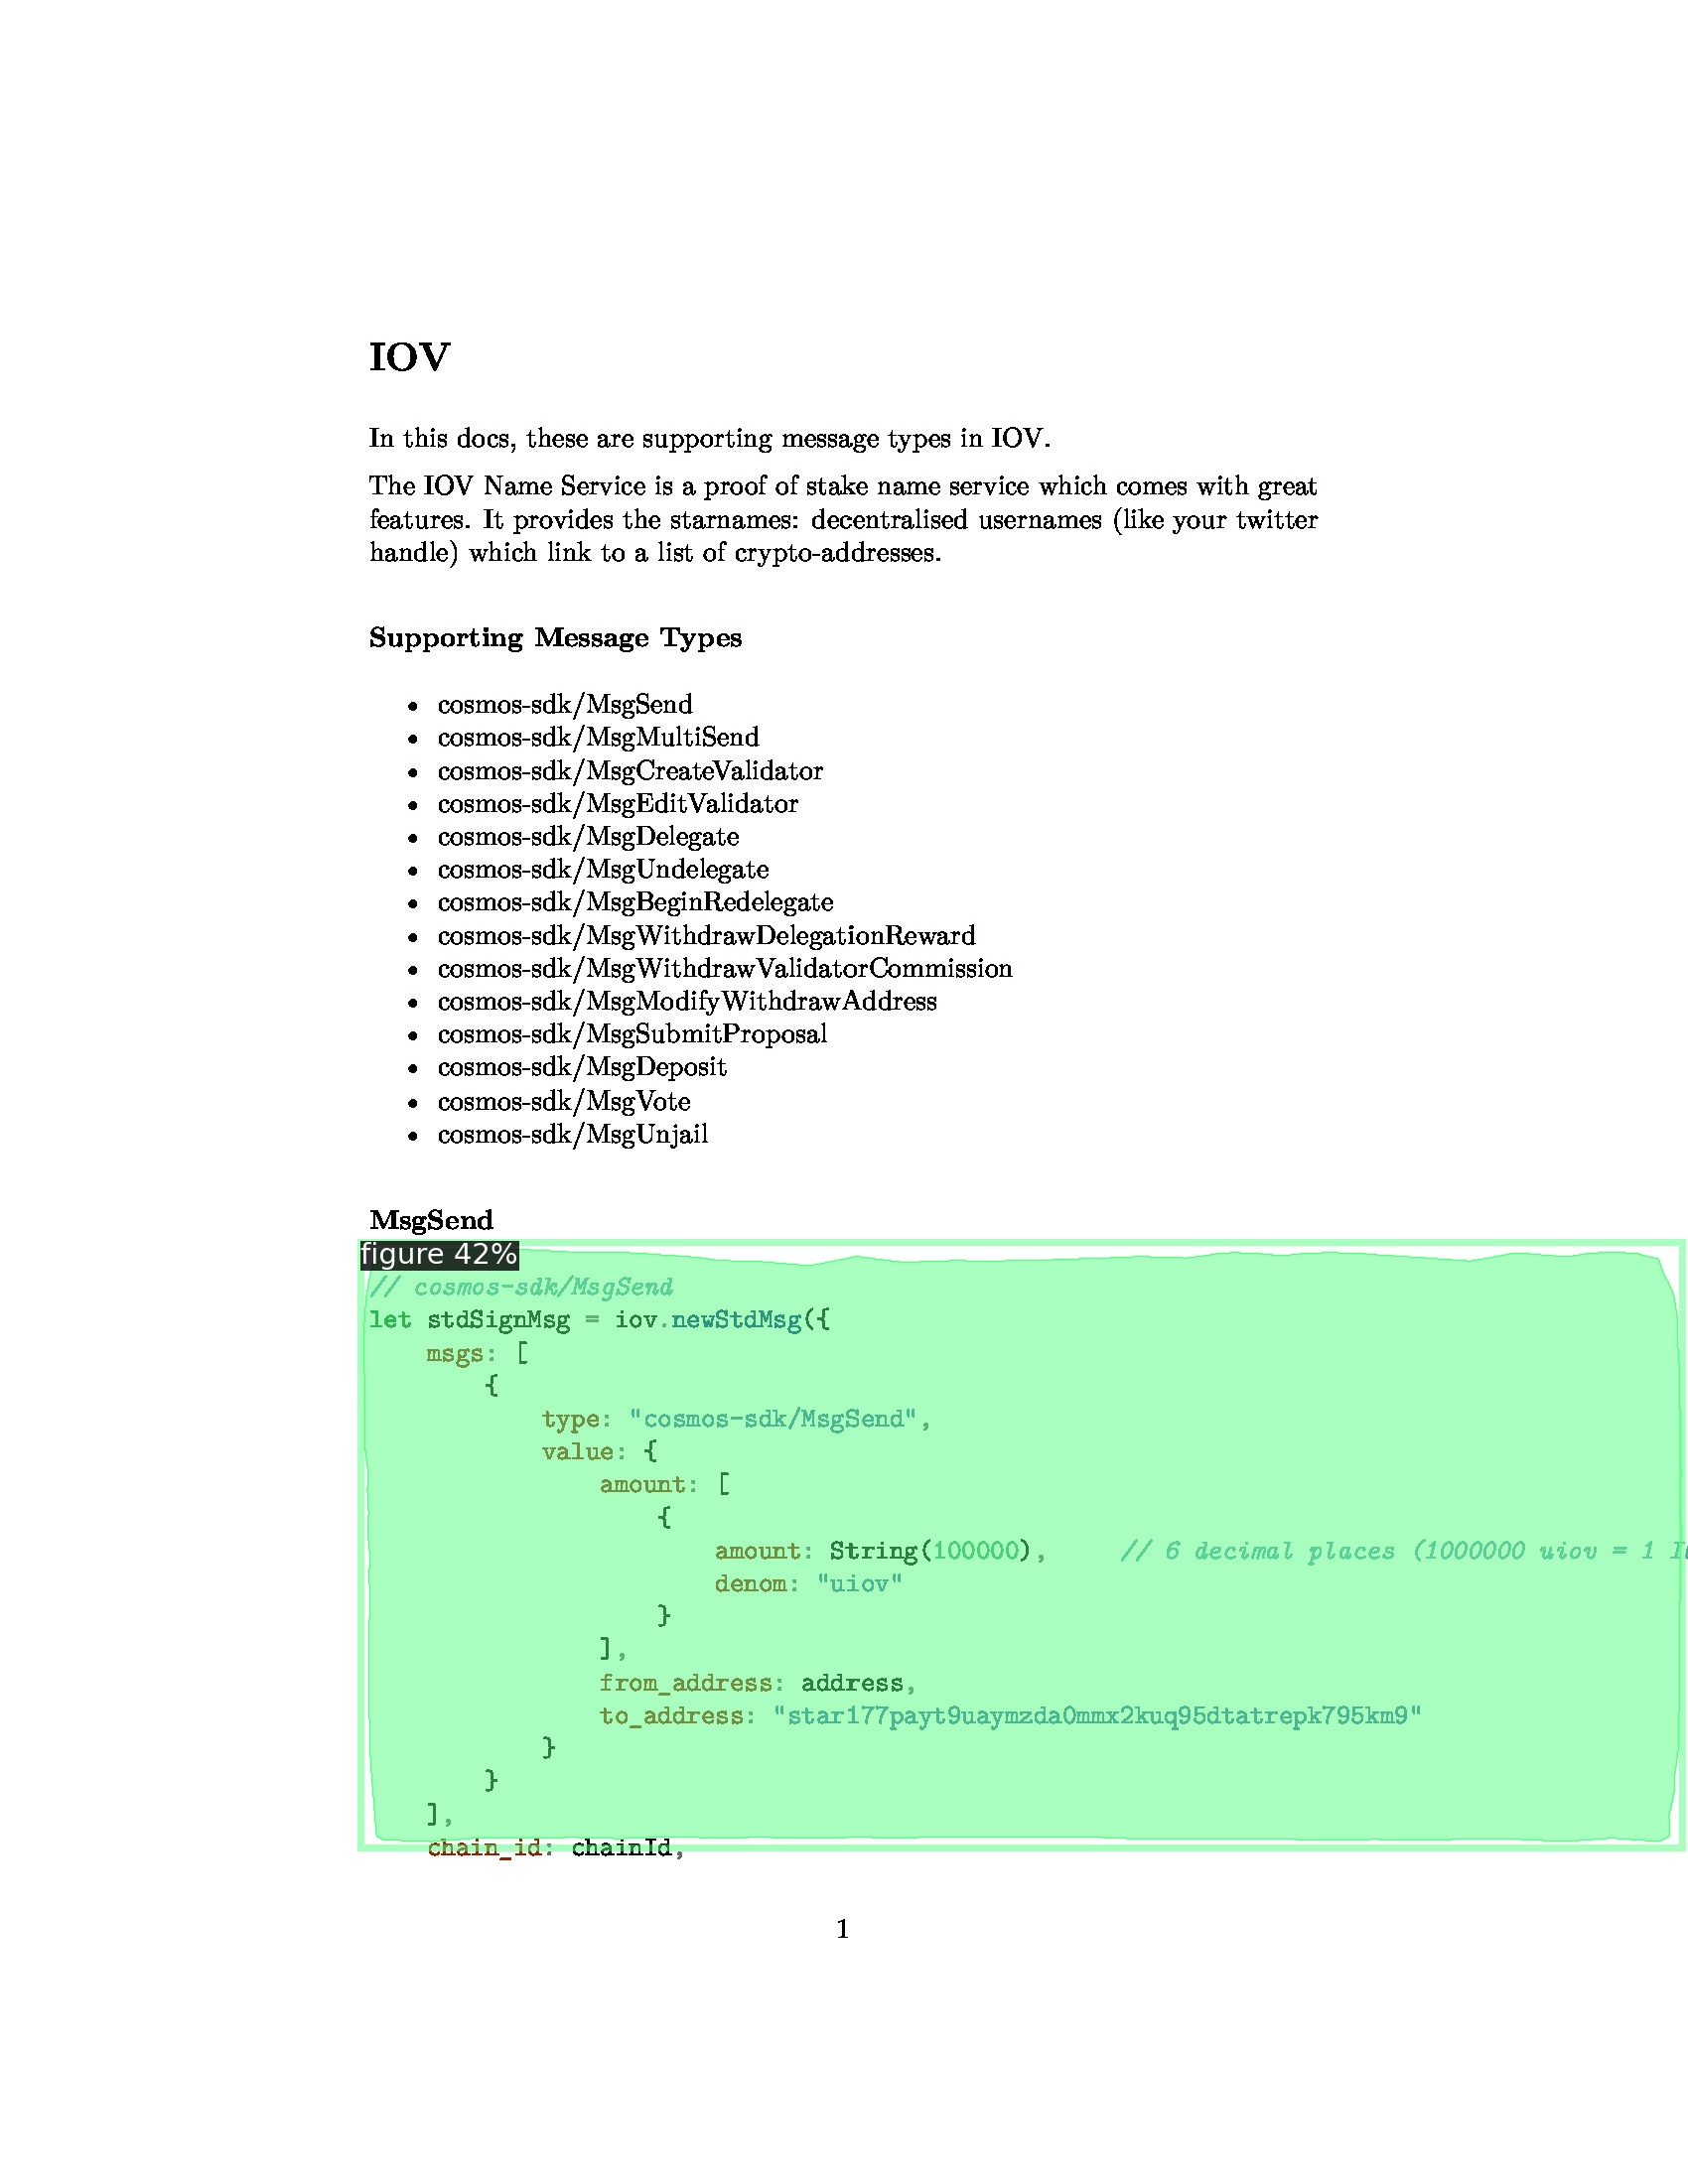 IOV
In this docs, these are supporting message types in IOV.
The IOV Name Service is a proof of stake name service which comes with great
features. It provides the starnames: decentralised usernames (like your twitter
handle) which link to a list of crypto-addresses.
Supporting Message Types
• cosmos-sdk/MsgSend
• cosmos-sdk/MsgMultiSend
• cosmos-sdk/MsgCreateValidator
• cosmos-sdk/MsgEditValidator
• cosmos-sdk/MsgDelegate
• cosmos-sdk/MsgUndelegate
• cosmos-sdk/MsgBeginRedelegate
• cosmos-sdk/MsgWithdrawDelegationReward
• cosmos-sdk/MsgWithdrawValidatorCommission
• cosmos-sdk/MsgModifyWithdrawAddress
• cosmos-sdk/MsgSubmitProposal
• cosmos-sdk/MsgDeposit
• cosmos-sdk/MsgVote
• cosmos-sdk/MsgUnjail
MsgSend
figure 42%
// cosmos-sdk/MsgSend
let stdSignMsg = iov.newStdMsg({
    msgs: [
        {
            type: "cosmos-sdk/MsgSend",
            value: {
                amount: [
                    {
                        amount: String(100000),     // 6 decimal places (1000000 uiov = 1
                        denom: "uiov"
                    }
                ],
                from_address: address,
                to_address: "star177payt9uaymzda0mmx2kuq95dtatrepk795km9"
            }
        }
    ],
    chain_id: chainId,
1